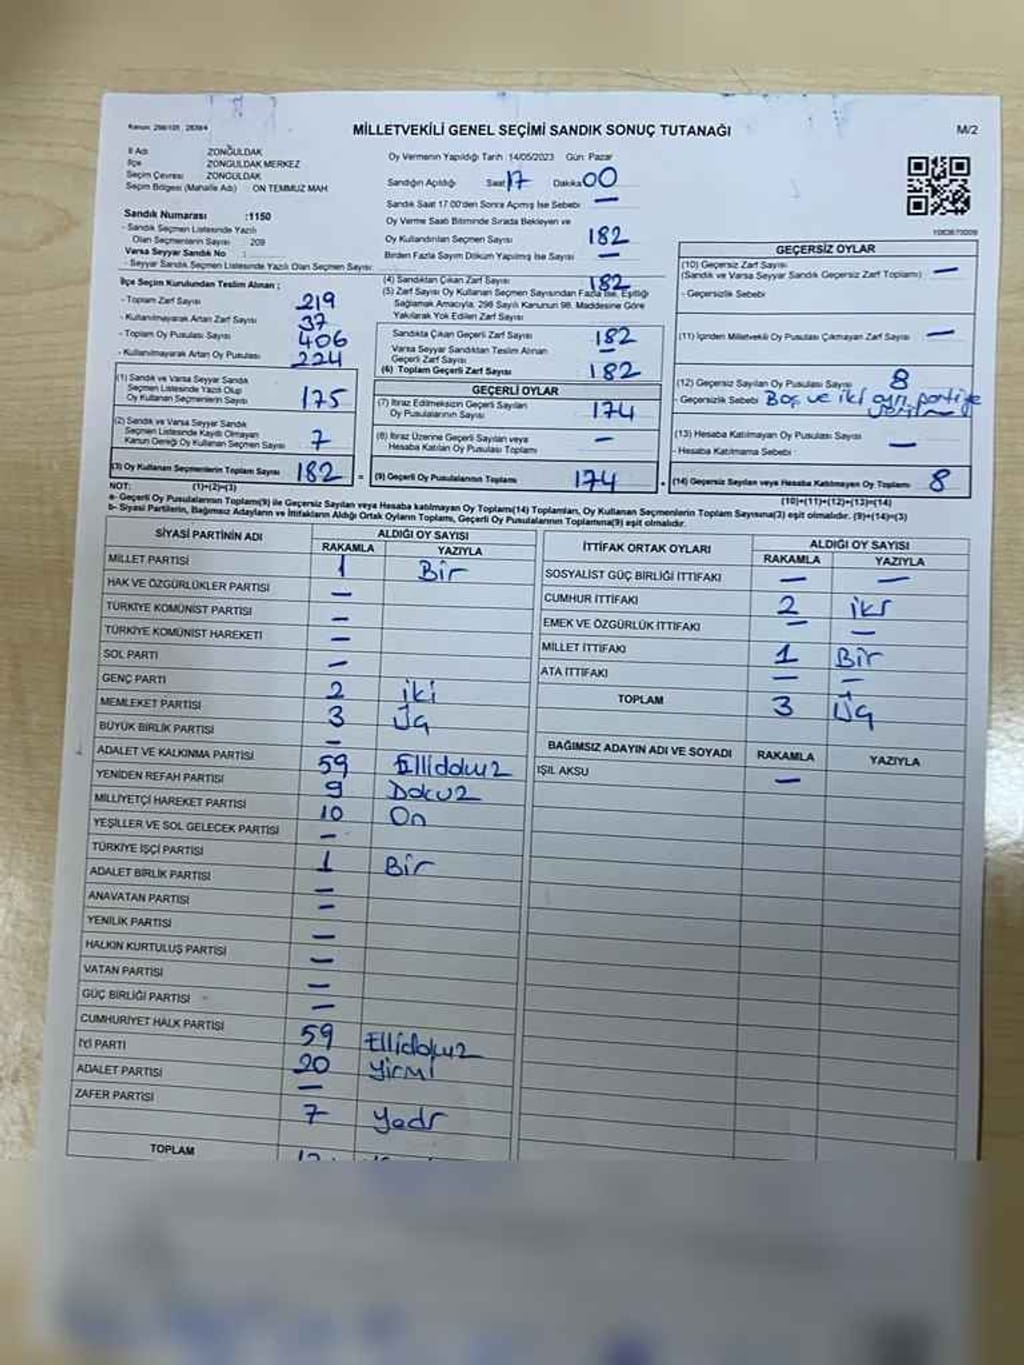 Kanun: 298/105 , 2839/4
MİLLETVEKİLİ GENEL SEÇİMİ SANDIK SONUÇ TUTANAĞI
M/2
İl Adı ZONGULDAK
İlçe ZONGULDAK MERKEZ
Seçim Çevresi ZONGULDAK
Seçim Bölgesi (Mahalle Adı) ON TEMMUZ MAH
Sandık Numarası :1150
- Sandık Seçmen Listesinde Yazılı
Olan Seçmenlerin Sayısı 209
Varsa Seyyar Sandık No :
- Seyyar Sandık Seçmen Listesinde Yazılı Olan Seçmen Sayısı:
Oy Vermenin Yapıldığı Tarih :14/05/2023 Gün: Pazar
Sandığın Açıldığı Saat 17 Dakika 00
Sandık Saat 17.00'den Sonra Açılmış İse Sebebi : —
Oy Verme Saati Bitiminde Sırada Bekleyen ve
Oy Kullandırılan Seçmen Sayısı 182
Birden Fazla Sayım Döküm Yapılmış İse Sayısı : —
İlçe Seçim Kurulundan Teslim Alınan :
- Toplam Zarf Sayısı 219
- Kullanılmayarak Artan Zarf Sayısı 37
- Toplam Oy Pusulası Sayısı 406
- Kullanılmayarak Artan Oy Pusulası 224
(4) Sandıktan Çıkan Zarf Sayısı 182
(5) Zarf Sayısı Oy Kullanan Seçmen Sayısından Fazla İse, Eşitliği
Sağlamak Amacıyla, 298 Sayılı Kanunun 98. Maddesine Göre
Yakılarak Yok Edilen Zarf Sayısı
Sandıkta Çıkan Geçerli Zarf Sayısı 182
Varsa Seyyar Sandıktan Teslim Alınan
Geçerli Zarf Sayısı —
(6) Toplam Geçerli Zarf Sayısı 182
GEÇERSİZ OYLAR
(10) Geçersiz Zarf Sayısı
(Sandık ve Varsa Seyyar Sandık Geçersiz Zarf Toplamı) —
- Geçersizlik Sebebi
(11) İçinden Milletvekili Oy Pusulası Çıkmayan Zarf Sayısı —
(12) Geçersiz Sayılan Oy Pusulası Sayısı 8
- Geçersizlik Sebebi Boş ve iki ayrı partiye
(13) Hesaba Katılmayan Oy Pusulası Sayısı —
- Hesaba Katılmama Sebebi :
(14) Geçersiz Sayılan veya Hesaba Katılmayan Oy Toplamı 8
(10)+(11)+(12)+(13)=(14)
(1) Sandık ve Varsa Seyyar Sandık
Seçmen Listesinde Yazılı Olup
Oy Kullanan Seçmenlerin Sayısı 175
(2) Sandık ve Varsa Seyyar Sandık
Seçmen Listesinde Kayıtlı Olmayan
Kanun Gereği Oy Kullanan Seçmen Sayısı 7
(3) Oy Kullanan Seçmenlerin Toplam Sayısı 182 =
GEÇERLİ OYLAR
(7) İtiraz Edilmeksizin Geçerli Sayılan
Oy Pusulalarının Sayısı 174
(8) İtiraz Üzerine Geçerli Sayılan veya
Hesaba Katılan Oy Pusulası Toplamı —
(9) Geçerli Oy Pusulalarının Toplamı 174 +
NOT: (1)+(2)=(3)
a- Geçerli Oy Pusulalarının Toplamı(9) ile Geçersiz Sayılan veya Hesaba katılmayan Oy Toplamı(14) Toplamları, Oy Kullanan Seçmenlerin Toplam Sayısına(3) eşit olmalıdır. (9)+(14)=(3)
b- Siyasi Partilerin, Bağımsız Adayların ve İttifakların Aldığı Ortak Oyların Toplamı, Geçerli Oy Pusulalarının Toplamına(9) eşit olmalıdır.
SİYASİ PARTİNİN ADI ALDIĞI OY SAYISI
RAKAMLA YAZIYLA
MİLLET PARTİSİ 1 Bir
HAK VE ÖZGÜRLÜKLER PARTİSİ —
TÜRKİYE KOMÜNİST PARTİSİ —
TÜRKİYE KOMÜNİST HAREKETİ —
SOL PARTİ —
GENÇ PARTİ 2 iki
MEMLEKET PARTİSİ 3 Üç
BÜYÜK BİRLİK PARTİSİ —
ADALET VE KALKINMA PARTİSİ 59 Ellidokuz
YENİDEN REFAH PARTİSİ 9 Dokuz
MİLLİYETÇİ HAREKET PARTİSİ 10 On
YEŞİLLER VE SOL GELECEK PARTİSİ —
TÜRKİYE İŞÇİ PARTİSİ 1 Bir
ADALET BİRLİK PARTİSİ —
ANAVATAN PARTİSİ —
YENİLİK PARTİSİ —
HALKIN KURTULUŞ PARTİSİ —
VATAN PARTİSİ —
GÜÇ BİRLİĞİ PARTİSİ —
CUMHURİYET HALK PARTİSİ 59 Ellidokuz
İYİ PARTİ 20 Yirmi
ADALET PARTİSİ —
ZAFER PARTİSİ 7 Yedi
TOPLAM
İTTİFAK ORTAK OYLARI ALDIĞI OY SAYISI
RAKAMLA YAZIYLA
SOSYALİST GÜÇ BİRLİĞİ İTTİFAKI — —
CUMHUR İTTİFAKI 2 iki
EMEK VE ÖZGÜRLÜK İTTİFAKI — —
MİLLET İTTİFAKI 1 Bir
ATA İTTİFAKI — —
TOPLAM 3 Üç
BAĞIMSIZ ADAYIN ADI VE SOYADI RAKAMLA YAZIYLA
IŞIL AKSU —